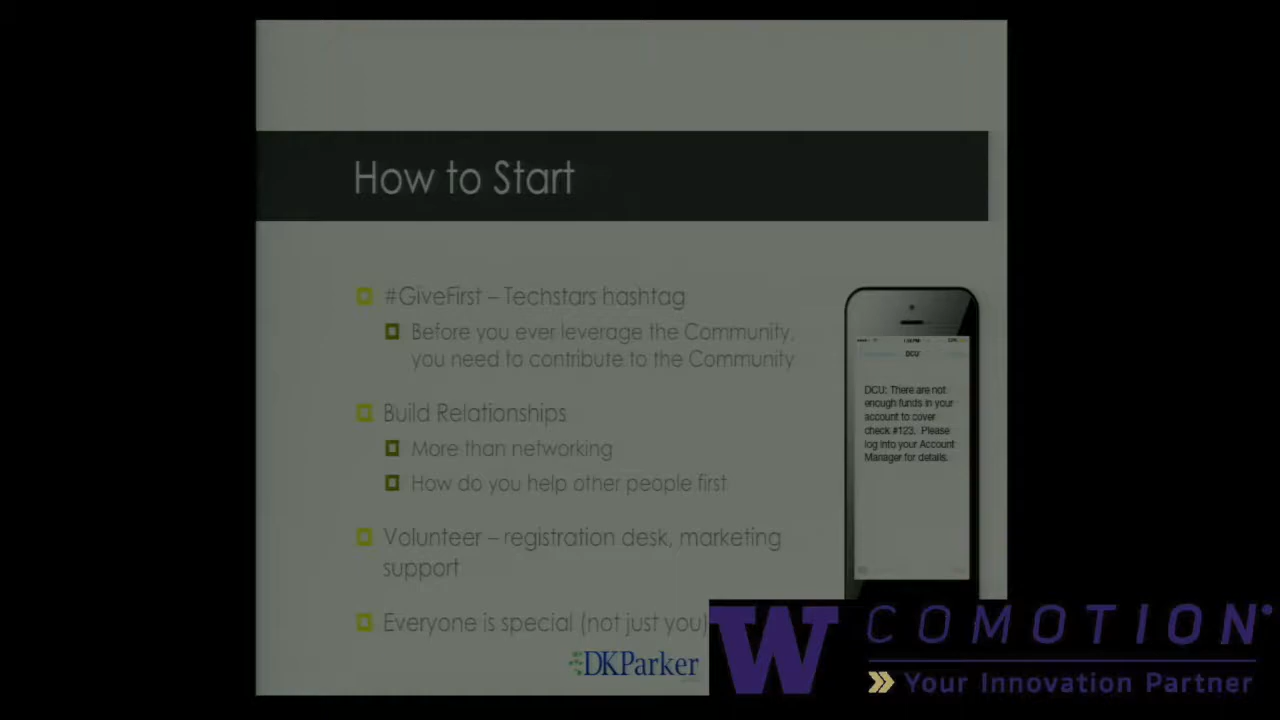 How to Start
#GiveFirst – Techstars hashtag
Before you ever leverage the Community,
you need to contribute to the Community
Build Relationships
More than networking
How do you help other people first
Volunteer – registration desk, marketing
support
Everyone is special (not just you)
DKParker
DCU
DCU: There are not
enough funds in your
account to cover
check #123. Please
log into your Account
Manager for details.
W COMOTION
Your Innovation Partner